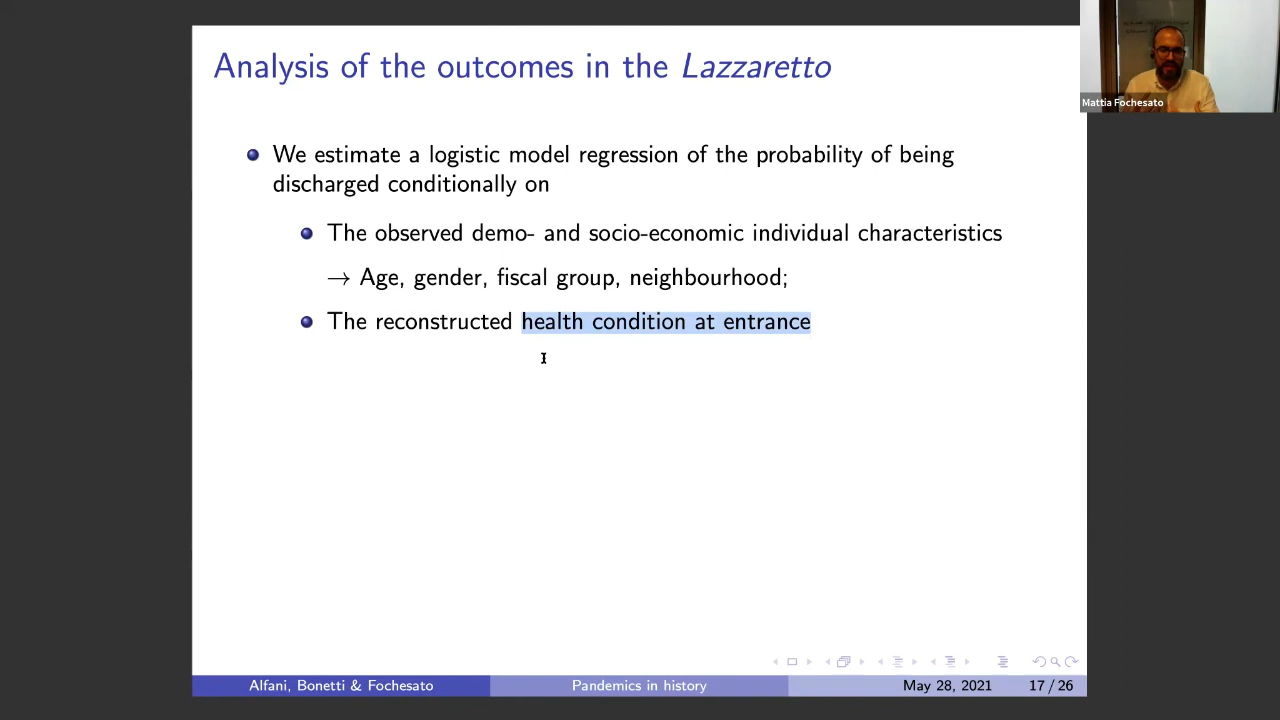 Analysis of the outcomes in the Lazzaretto
Mattia Fochesato
We estimate a logistic model regression of the probability of being
discharged conditionally on
The observed demo- and socio-economic individual characteristics
→ Age, gender, fiscal group, neighbourhood;
The reconstructed health condition at entrance
Alfani, Bonetti & Fochesato
Pandemics in history
May 28, 2021
17 / 26